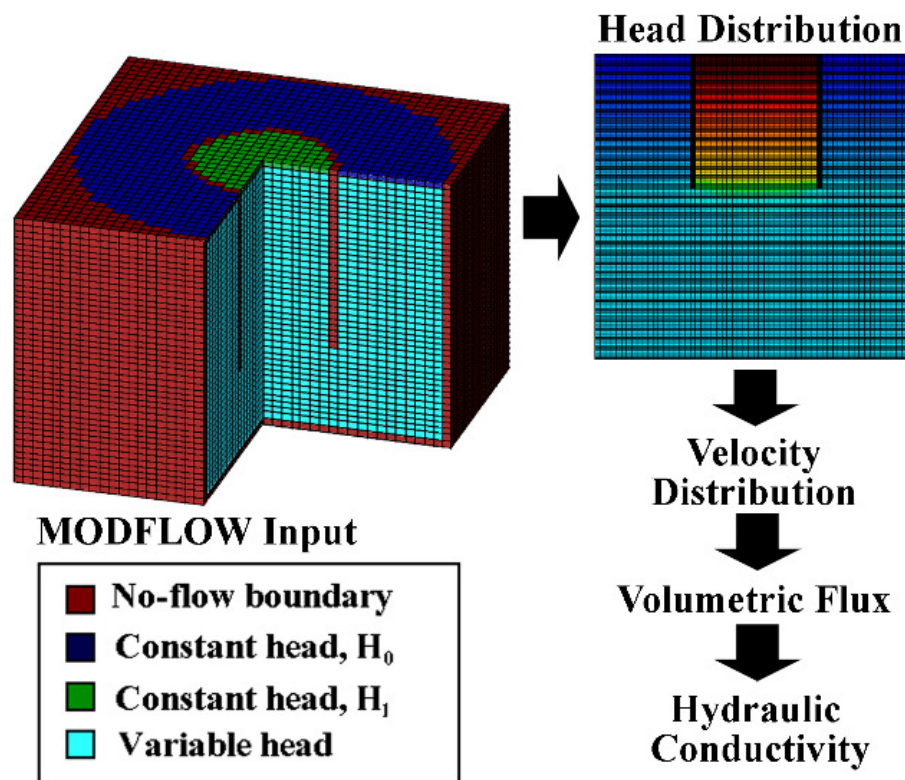 Head Distribution
MODFLOW Input
No-flow boundary
Constant head, H₀
Constant head, H₁
Variable head
Velocity
Distribution
Volumetric Flux
Hydraulic
Conductivity